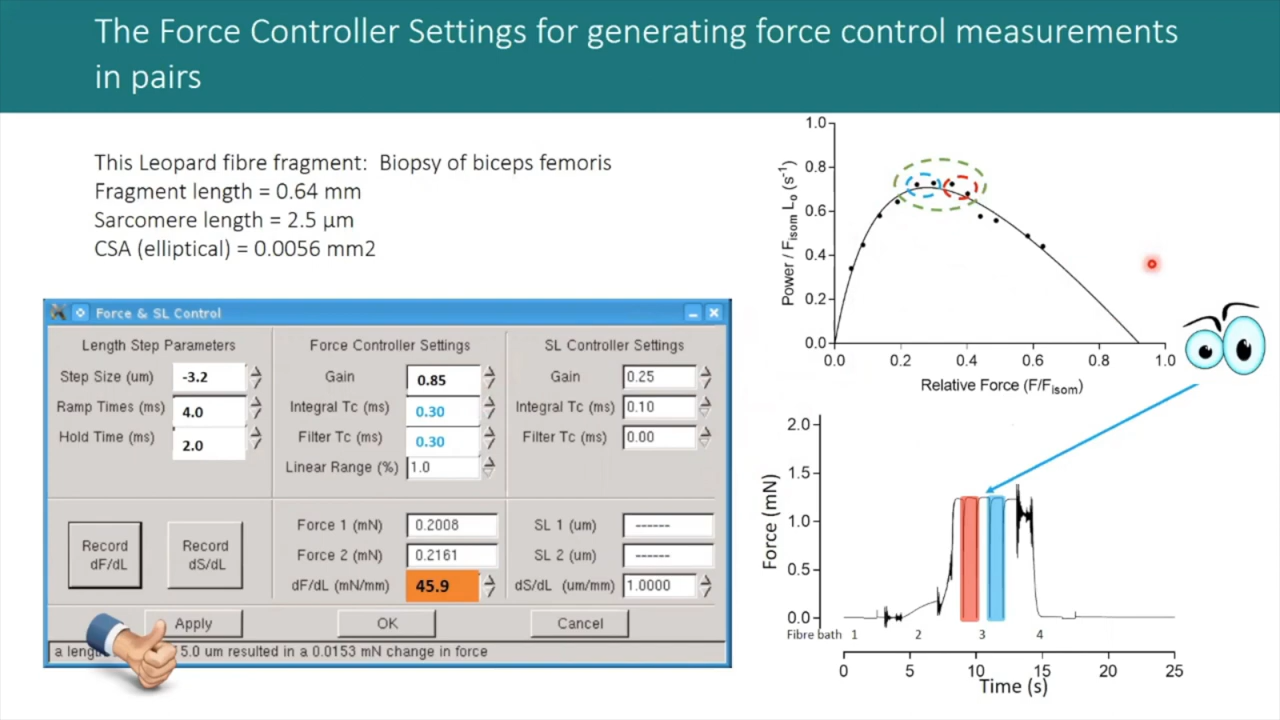 The Force Controller Settings for generating force control measurements
in pairs
This Leopard fibre fragment: Biopsy of biceps femoris
Fragment length = 0.64 mm
Sarcomere length = 2.5 µm
CSA (elliptical) = 0.0056 mm2
Force & SL Control
Length Step Parameters
Step Size (um) -3.2
Ramp Times (ms) 4.0
Hold Time (ms) 2.0
Force Controller Settings
Gain 0.85
Integral Tc (ms) 0.30
Filter Tc (ms) 0.30
Linear Range (%) 1.0
SL Controller Settings
Gain 0.25
Integral Tc (ms) 0.10
Filter Tc (ms) 0.00
Record
dF/dL
Record
dS/dL
Force 1 (mN) 0.2008
Force 2 (mN) 0.2161
dF/dL (mN/mm) 45.9
SL 1 (um) ------
SL 2 (um) ------
dS/dL (um/mm) 1.0000
Apply OK Cancel
a leng 5.0 um resulted in a 0.0153 mN change in force
Power / Fisom Lo (s-1)
1.0
0.8
0.6
0.4
0.2
0.0
0.0 0.2 0.4 0.6 0.8 1.0
Relative Force (F/Fisom)
Force (mN)
2.0
1.5
1.0
0.5
0.0
Fibre bath 1 2 3 4
0 5 10 15 20 25
Time (s)